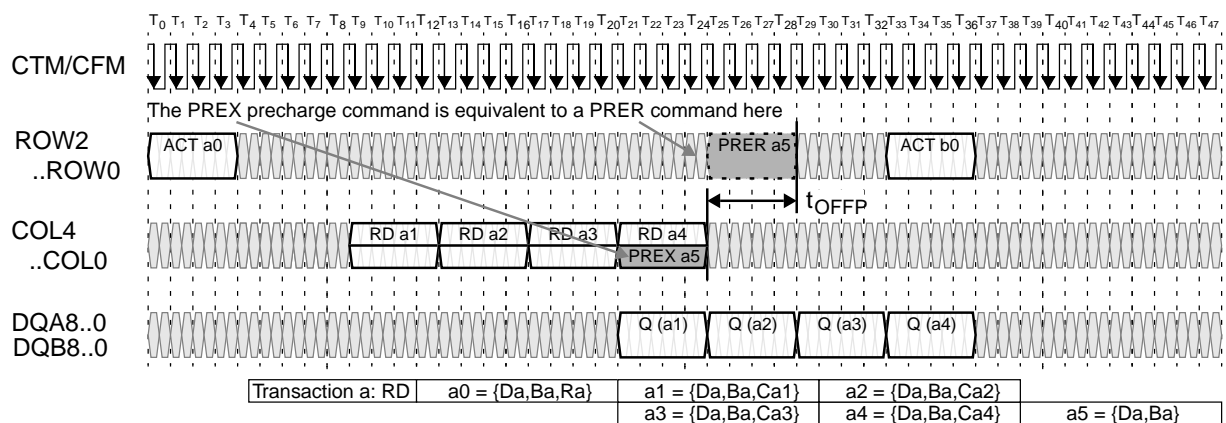 T0 T1 T2 T3 T4 T5 T6 T7 T8 T9 T10 T11 T12 T13 T14 T15 T16 T17 T18 T19 T20 T21 T22 T23 T24 T25 T26 T27 T28 T29 T30 T31 T32 T33 T34 T35 T36 T37 T38 T39 T40 T41 T42 T43 T44 T45 T46 T47
CTM/CFM
The PREX precharge command is equivalent to a PRER command here
ROW2
..ROW0
ACT a0 PRER a5 ACT b0
tOFFP
COL4
..COL0
RD a1 RD a2 RD a3 RD a4
PREX a5
DQA8..0
DQB8..0
Q (a1) Q (a2) Q (a3) Q (a4)
Transaction a: RD a0 = {Da,Ba,Ra} a1 = {Da,Ba,Ca1} a2 = {Da,Ba,Ca2}
a3 = {Da,Ba,Ca3} a4 = {Da,Ba,Ca4} a5 = {Da,Ba}